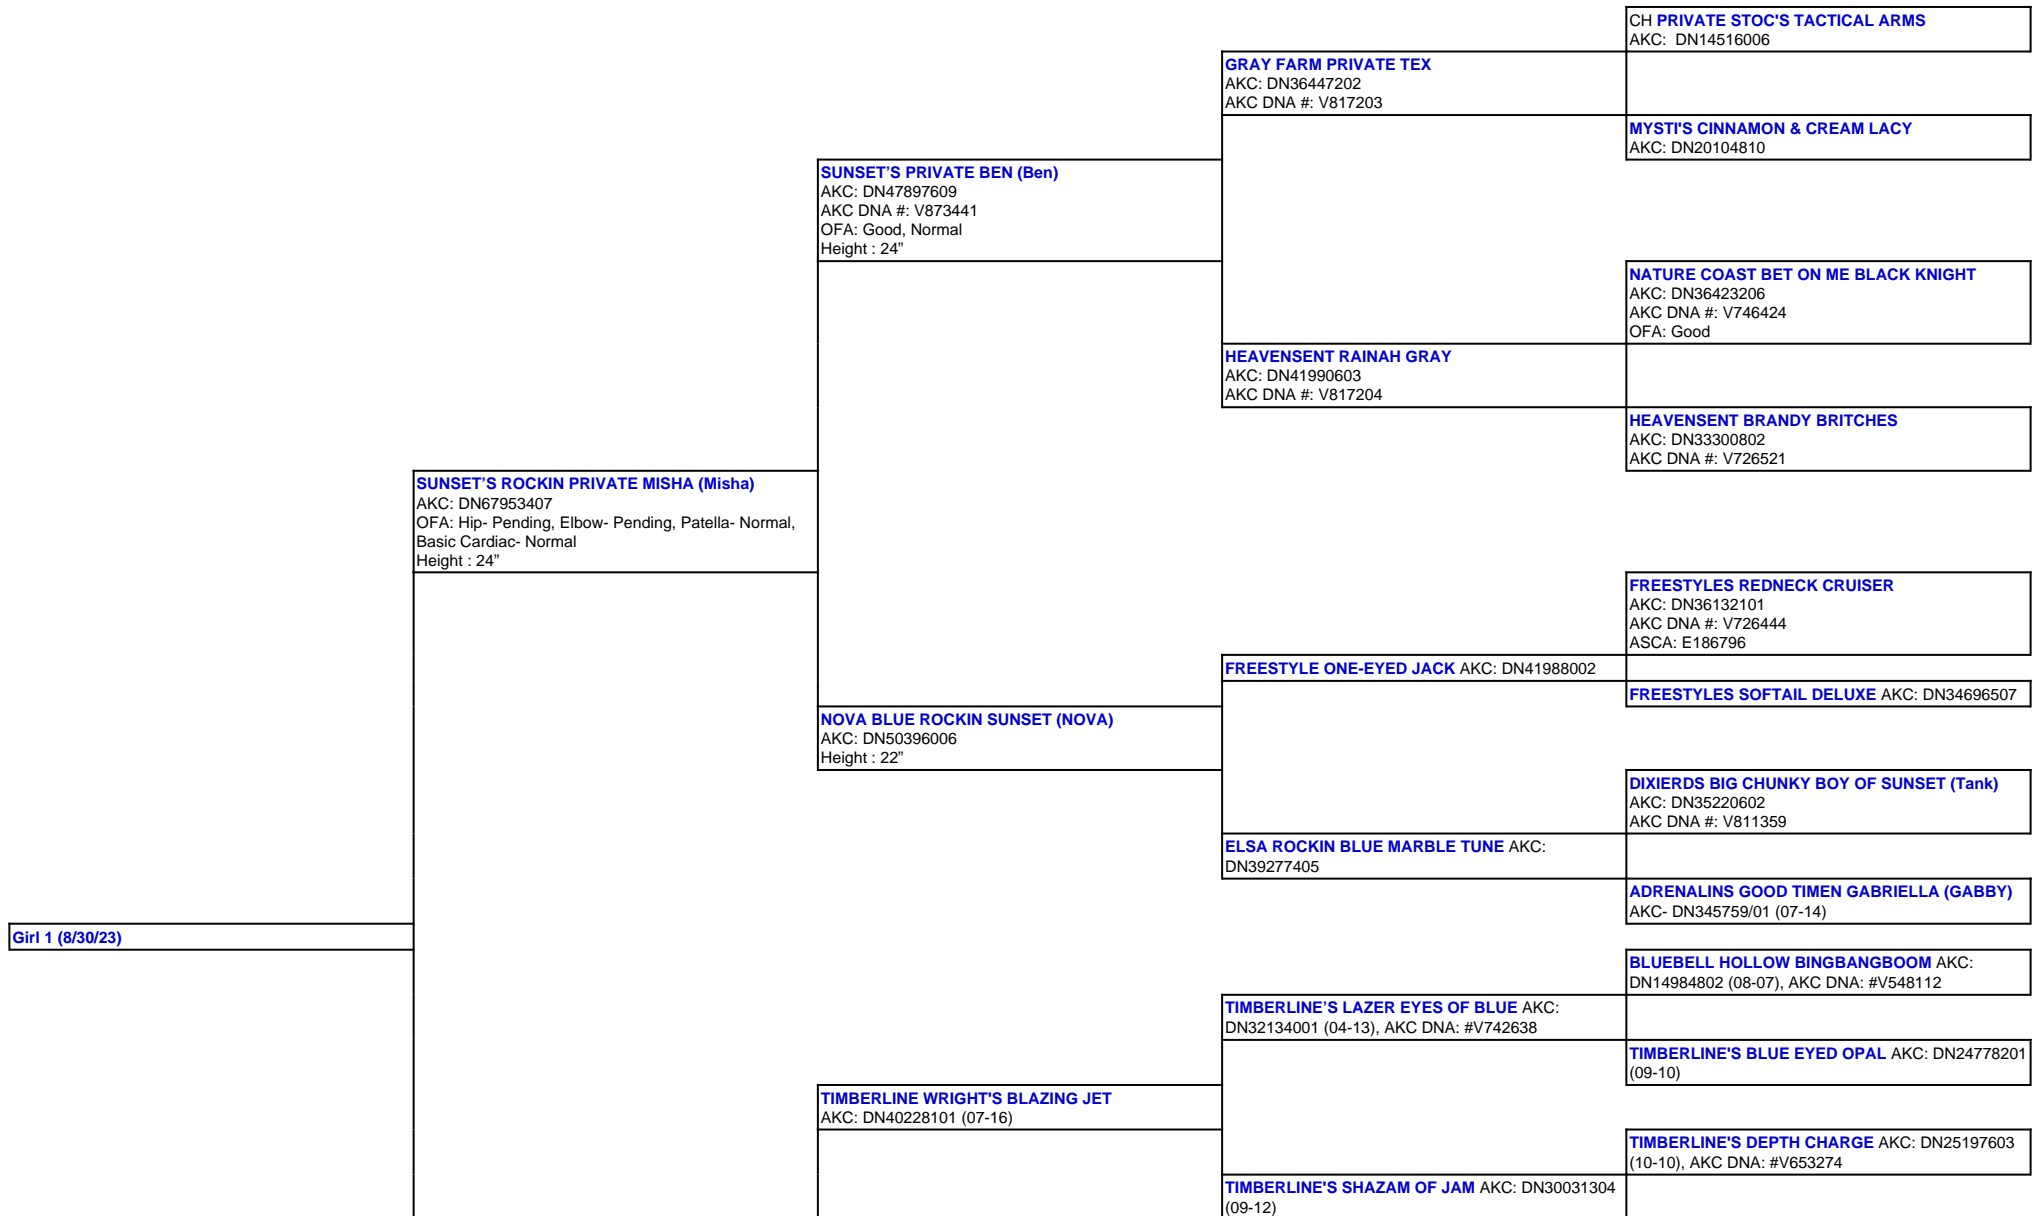 CH PRIVATE STOC'S TACTICAL ARMS
AKC:  DN14516006
GRAY FARM PRIVATE TEX
AKC: DN36447202
AKC DNA #: V817203
MYSTI'S CINNAMON & CREAM LACY
AKC: DN20104810
SUNSET’S PRIVATE BEN (Ben)
AKC: DN47897609
AKC DNA #: V873441
OFA: Good, Normal
Height : 24”
NATURE COAST BET ON ME BLACK KNIGHT
AKC: DN36423206
AKC DNA #: V746424
OFA: Good
HEAVENSENT RAINAH GRAY
AKC: DN41990603
AKC DNA #: V817204
HEAVENSENT BRANDY BRITCHES
AKC: DN33300802
AKC DNA #: V726521
SUNSET’S ROCKIN PRIVATE MISHA (Misha)
AKC: DN67953407
OFA: Hip- Pending, Elbow- Pending, Patella- Normal,
Basic Cardiac- Normal
Height : 24”
FREESTYLES REDNECK CRUISER
AKC: DN36132101
AKC DNA #: V726444
ASCA: E186796
FREESTYLE ONE-EYED JACK AKC: DN41988002
FREESTYLES SOFTAIL DELUXE AKC: DN34696507
NOVA BLUE ROCKIN SUNSET (NOVA)
AKC: DN50396006
Height : 22”
DIXIERDS BIG CHUNKY BOY OF SUNSET (Tank)
AKC: DN35220602
AKC DNA #: V811359
ELSA ROCKIN BLUE MARBLE TUNE AKC:
DN39277405
ADRENALINS GOOD TIMEN GABRIELLA (GABBY)
AKC- DN345759/01 (07-14)
Girl 1 (8/30/23)
BLUEBELL HOLLOW BINGBANGBOOM AKC:
DN14984802 (08-07), AKC DNA: #V548112
TIMBERLINE’S LAZER EYES OF BLUE AKC:
DN32134001 (04-13), AKC DNA: #V742638
TIMBERLINE'S BLUE EYED OPAL AKC: DN24778201
(09-10)
TIMBERLINE WRIGHT'S BLAZING JET
AKC: DN40228101 (07-16)
TIMBERLINE'S DEPTH CHARGE AKC: DN25197603
(10-10), AKC DNA: #V653274
TIMBERLINE'S SHAZAM OF JAM AKC: DN30031304
(09-12)